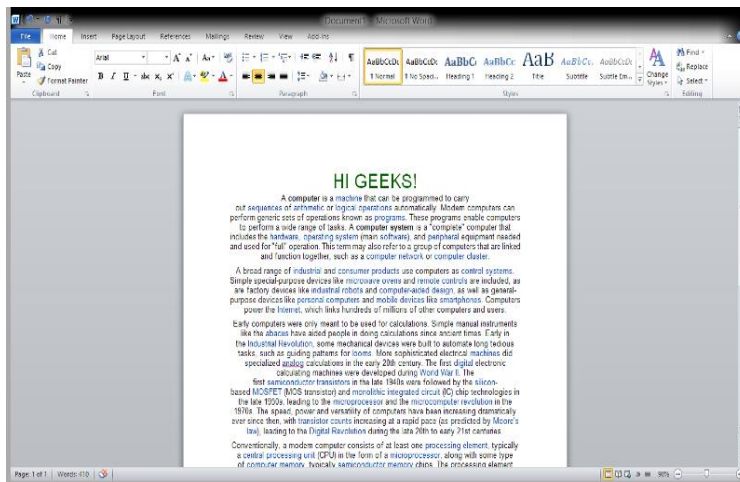 Document1 - Microsoft Word
File Home Insert Page Layout References Mailings Review View Add-Ins
Cut
Copy
Format Painter
Paste
Clipboard
Arial
Font
Paragraph
AaBbCcDc AaBbCcDc AaBbC AaBbCc AaB AaBbCc. AaBbCcDc
¶ Normal ¶ No Spaci... Heading 1 Heading 2 Title Subtitle Subtle Em...
Change Styles
Styles
Find
Replace
Select
Editing
HI GEEKS!
A computer is a machine that can be programmed to carry
out sequences of arithmetic or logical operations automatically. Modern computers can
perform generic sets of operations known as programs. These programs enable computers
to perform a wide range of tasks. A computer system is a "complete" computer that
includes the hardware, operating system (main software), and peripheral equipment needed
and used for "full" operation. This term may also refer to a group of computers that are linked
and function together, such as a computer network or computer cluster.
A broad range of industrial and consumer products use computers as control systems.
Simple special-purpose devices like microwave ovens and remote controls are included, as
are factory devices like industrial robots and computer-aided design, as well as general-
purpose devices like personal computers and mobile devices like smartphones. Computers
power the Internet, which links hundreds of millions of other computers and users.
Early computers were only meant to be used for calculations. Simple manual instruments
like the abacus have aided people in doing calculations since ancient times. Early in
the Industrial Revolution, some mechanical devices were built to automate long tedious
tasks, such as guiding patterns for looms. More sophisticated electrical machines did
specialized analog calculations in the early 20th century. The first digital electronic
calculating machines were developed during World War II. The
first semiconductor transistors in the late 1940s were followed by the silicon-
based MOSFET (MOS transistor) and monolithic integrated circuit (IC) chip technologies in
the late 1950s, leading to the microprocessor and the microcomputer revolution in the
1970s. The speed, power and versatility of computers have been increasing dramatically
ever since then, with transistor counts increasing at a rapid pace (as predicted by Moore's
law), leading to the Digital Revolution during the late 20th to early 21st centuries.
Conventionally, a modern computer consists of at least one processing element, typically
a central processing unit (CPU) in the form of a microprocessor, along with some type
of computer memory, typically semiconductor memory chips. The processing element
Page: 1 of 1 Words: 410 90%